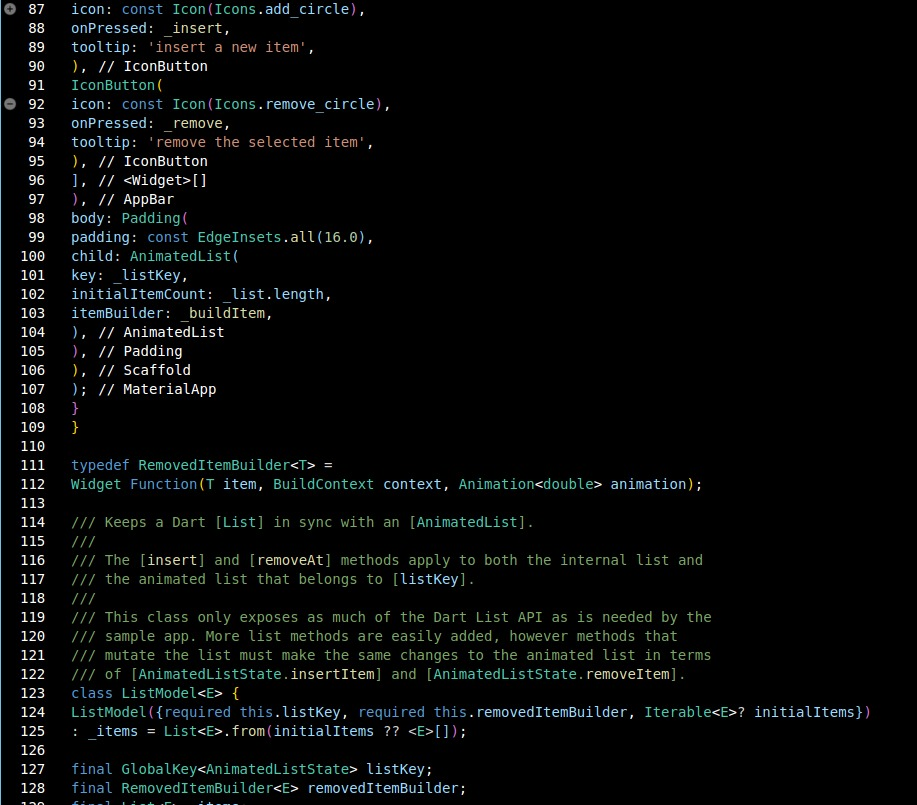 87 icon: const Icon(Icons.add_circle),
88 onPressed: _insert,
89 tooltip: 'insert a new item',
90 ), // IconButton
91 IconButton(
92 icon: const Icon(Icons.remove_circle),
93 onPressed: _remove,
94 tooltip: 'remove the selected item',
95 ), // IconButton
96 ], // <Widget>[]
97 ), // AppBar
98 body: Padding(
99 padding: const EdgeInsets.all(16.0),
100 child: AnimatedList(
101 key: _listKey,
102 initialItemCount: _list.length,
103 itemBuilder: _buildItem,
104 ), // AnimatedList
105 ), // Padding
106 ), // Scaffold
107 ); // MaterialApp
108 }
109 }
110
111 typedef RemovedItemBuilder<T> =
112 Widget Function(T item, BuildContext context, Animation<double> animation);
113
114 /// Keeps a Dart [List] in sync with an [AnimatedList].
115 ///
116 /// The [insert] and [removeAt] methods apply to both the internal list and
117 /// the animated list that belongs to [listKey].
118 ///
119 /// This class only exposes as much of the Dart List API as is needed by the
120 /// sample app. More list methods are easily added, however methods that
121 /// mutate the list must make the same changes to the animated list in terms
122 /// of [AnimatedListState.insertItem] and [AnimatedListState.removeItem].
123 class ListModel<E> {
124 ListModel({required this.listKey, required this.removedItemBuilder, Iterable<E>? initialItems})
125 : _items = List<E>.from(initialItems ?? <E>[]);
126
127 final GlobalKey<AnimatedListState> listKey;
128 final RemovedItemBuilder<E> removedItemBuilder;